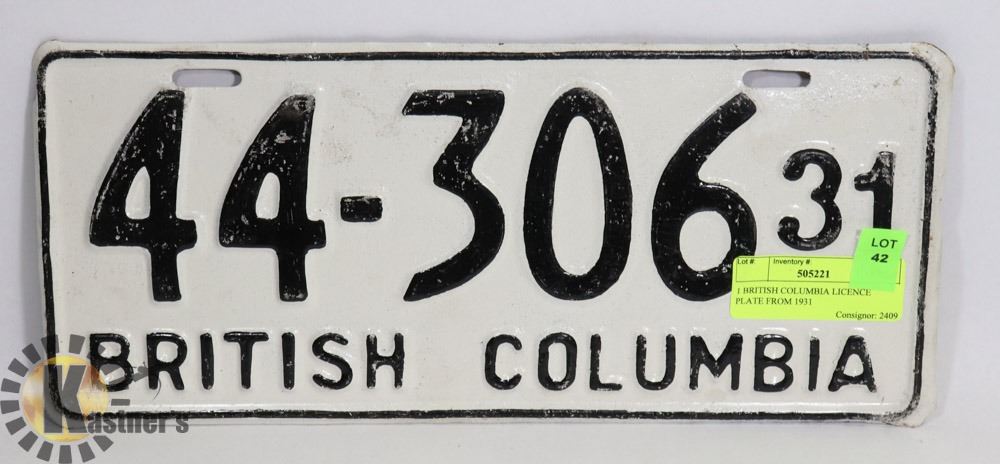 44-306 31
BRITISH COLUMBIA
LOT
42
Lot #: Inventory #:
505221
1 BRITISH COLUMBIA LICENCE
PLATE FROM 1931
Consignor: 2409
Kastner's